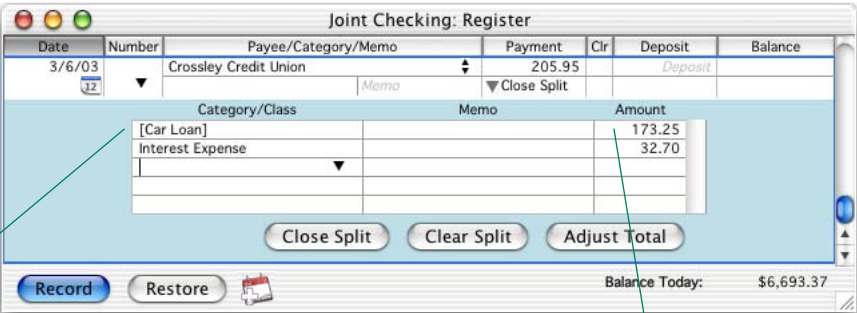 Joint Checking: Register
Date Number Payee/Category/Memo Payment Clr Deposit Balance
3/6/03 Crossley Credit Union 205.95 Deposit
12 Memo Close Split
Category/Class Memo Amount
[Car Loan] 173.25
Interest Expense 32.70
Close Split Clear Split Adjust Total
Record Restore Balance Today: $6,693.37